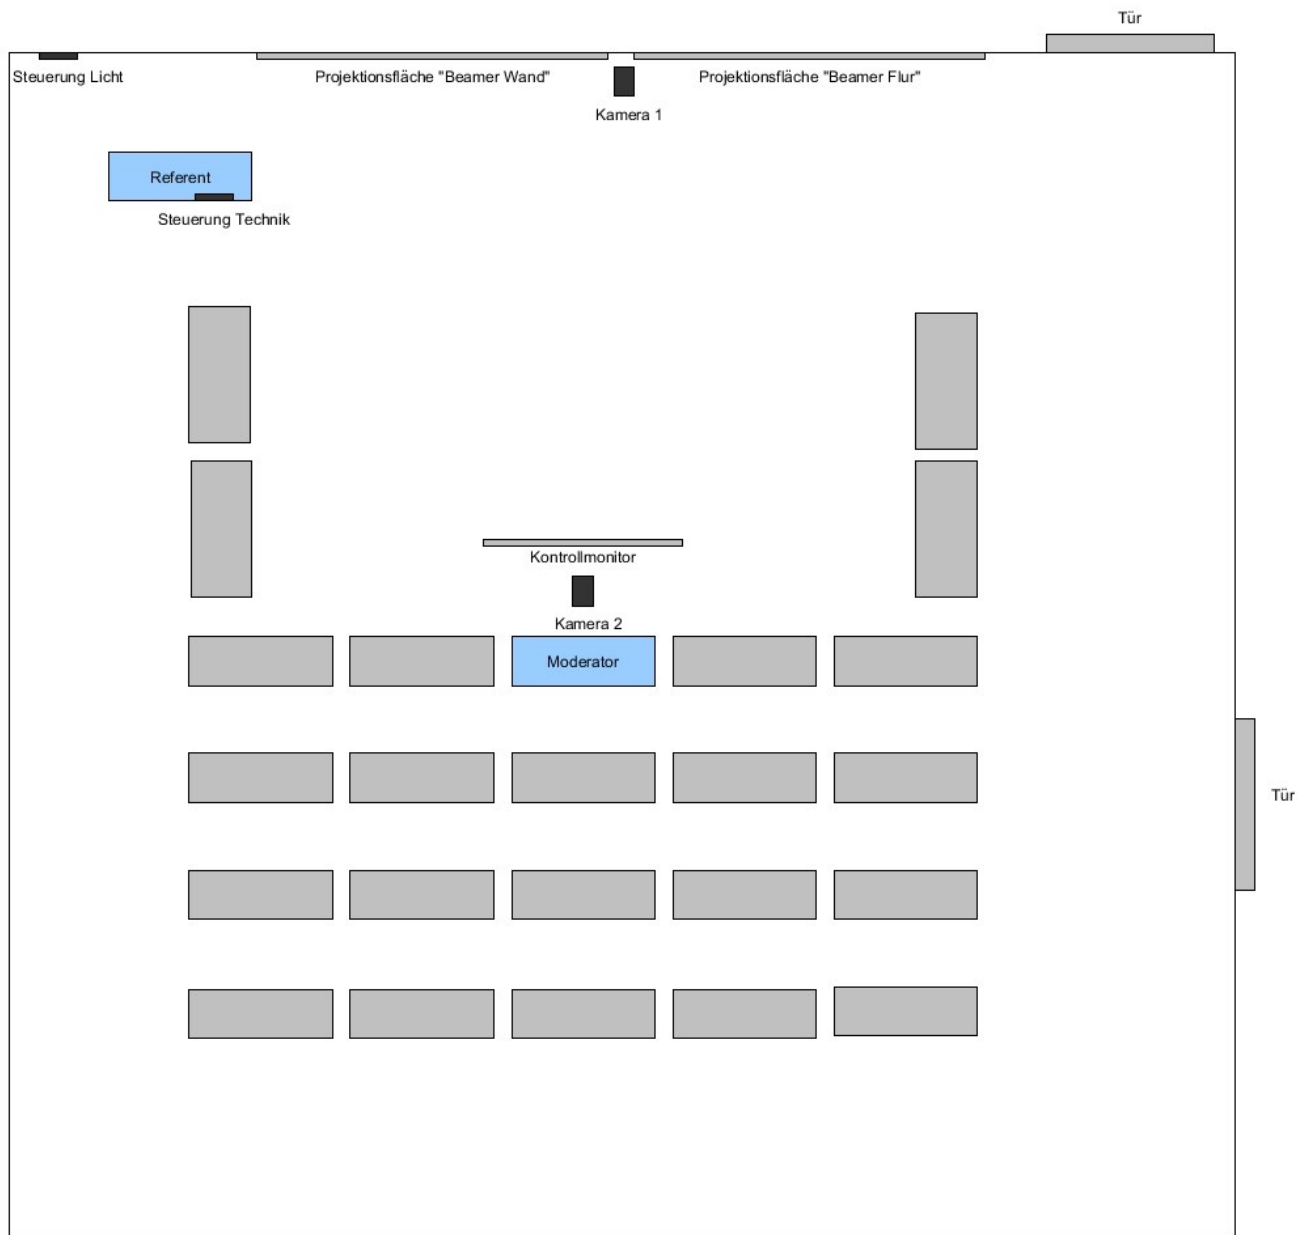 Tür
Steuerung Licht
Projektionsfläche "Beamer Wand"
Projektionsfläche "Beamer Flur"
Kamera 1
Referent
Steuerung Technik
Kontrollmonitor
Kamera 2
Moderator
Tür